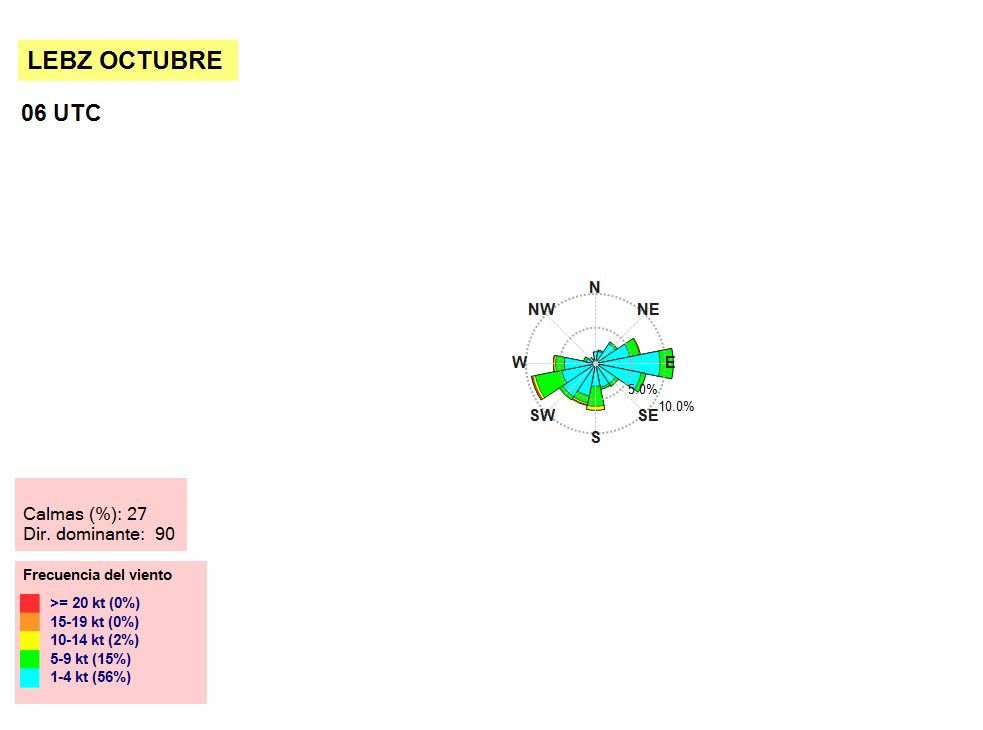 LEBZ OCTUBRE
06 UTC
N
NW
NE
W
E
5.0%
10.0%
SW
SE
S
Calmas (%): 27
Dir. dominante: 90
Frecuencia del viento
>= 20 kt (0%)
15-19 kt (0%)
10-14 kt (2%)
5-9 kt (15%)
1-4 kt (56%)